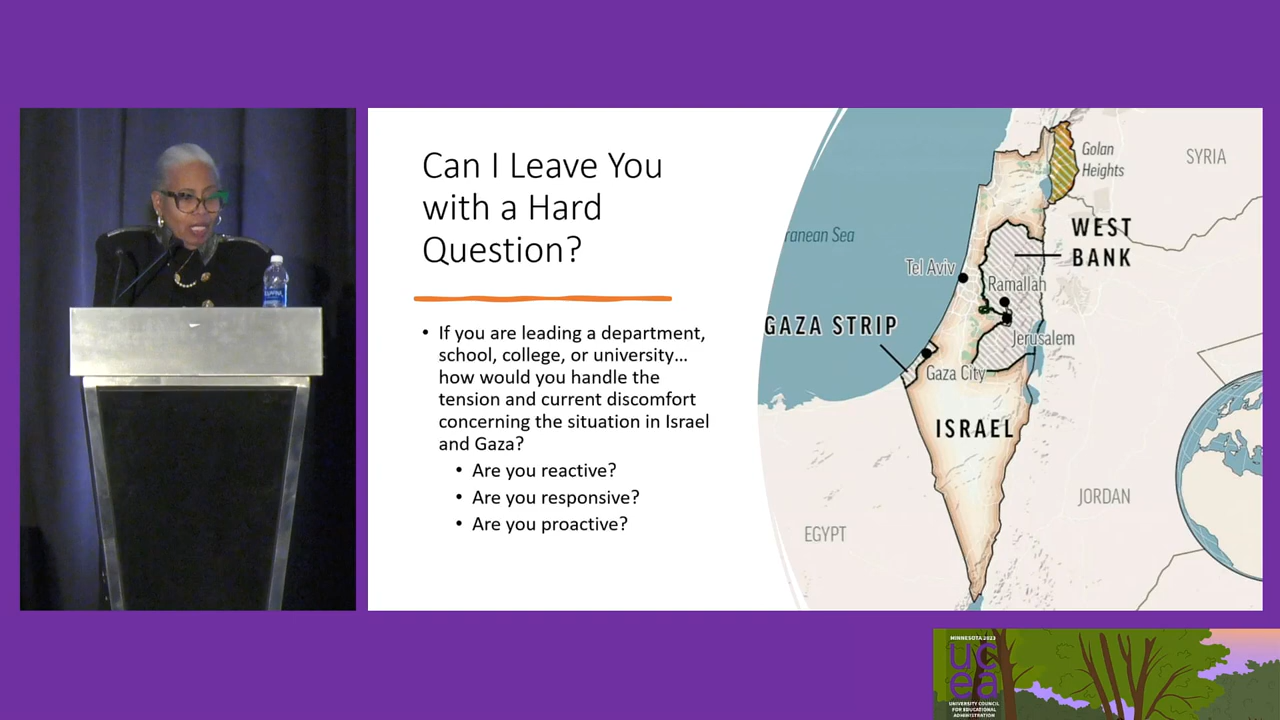 Can I Leave You
with a Hard
Question?
• If you are leading a department,
school, college, or university...
how would you handle the
tension and current discomfort
concerning the situation in Israel
and Gaza?
• Are you reactive?
• Are you responsive?
• Are you proactive?
Golan
Heights
SYRIA
ranean Sea
WEST
BANK
Tel Aviv
Ramallah
GAZA STRIP
Jerusalem
Gaza City
ISRAEL
JORDAN
EGYPT
MINNESOTA 2023
uc
ea
UNIVERSITY COUNCIL
FOR EDUCATIONAL
ADMINISTRATION